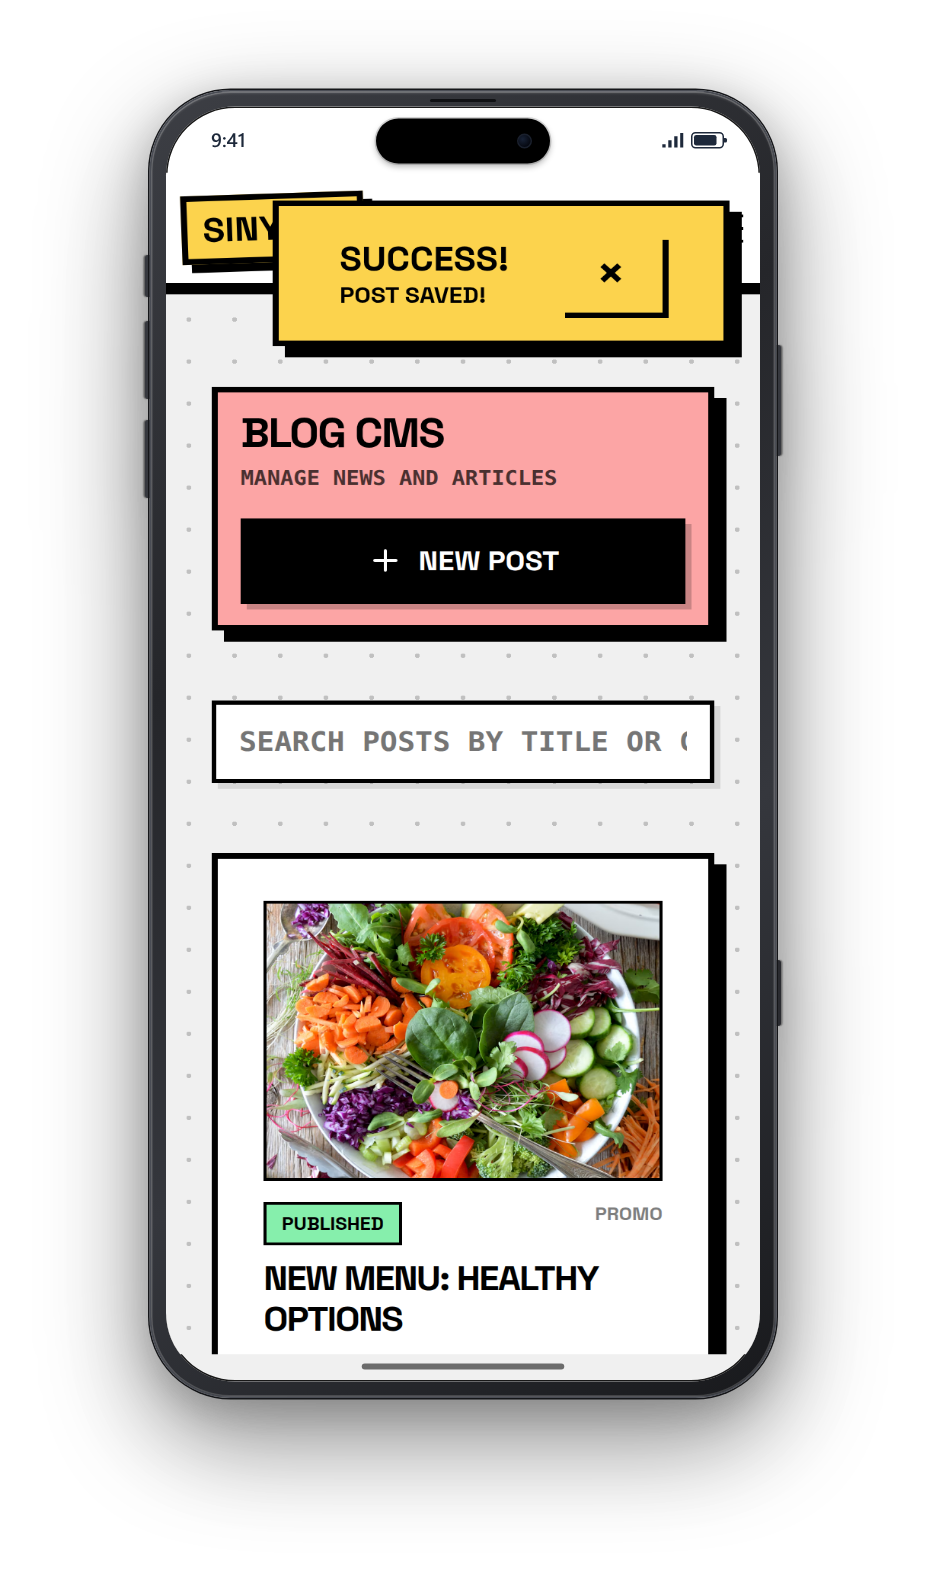 9:41
SINY
SUCCESS!
POST SAVED!
×
BLOG CMS
MANAGE NEWS AND ARTICLES
+ NEW POST
SEARCH POSTS BY TITLE OR
PUBLISHED
PROMO
NEW MENU: HEALTHY
OPTIONS